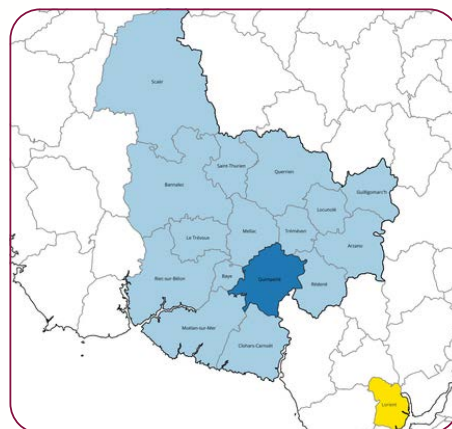 Scaër
Saint-Thurien
Querrien
Bannalec
Guilligomarc'h
Locunolé
Le Trévoux
Mellac
Tréméven
Arzano
Riec-sur-Bélon
Baye
Quimperlé
Rédené
Moëlan-sur-Mer
Clohars-Carnoët
Lorient